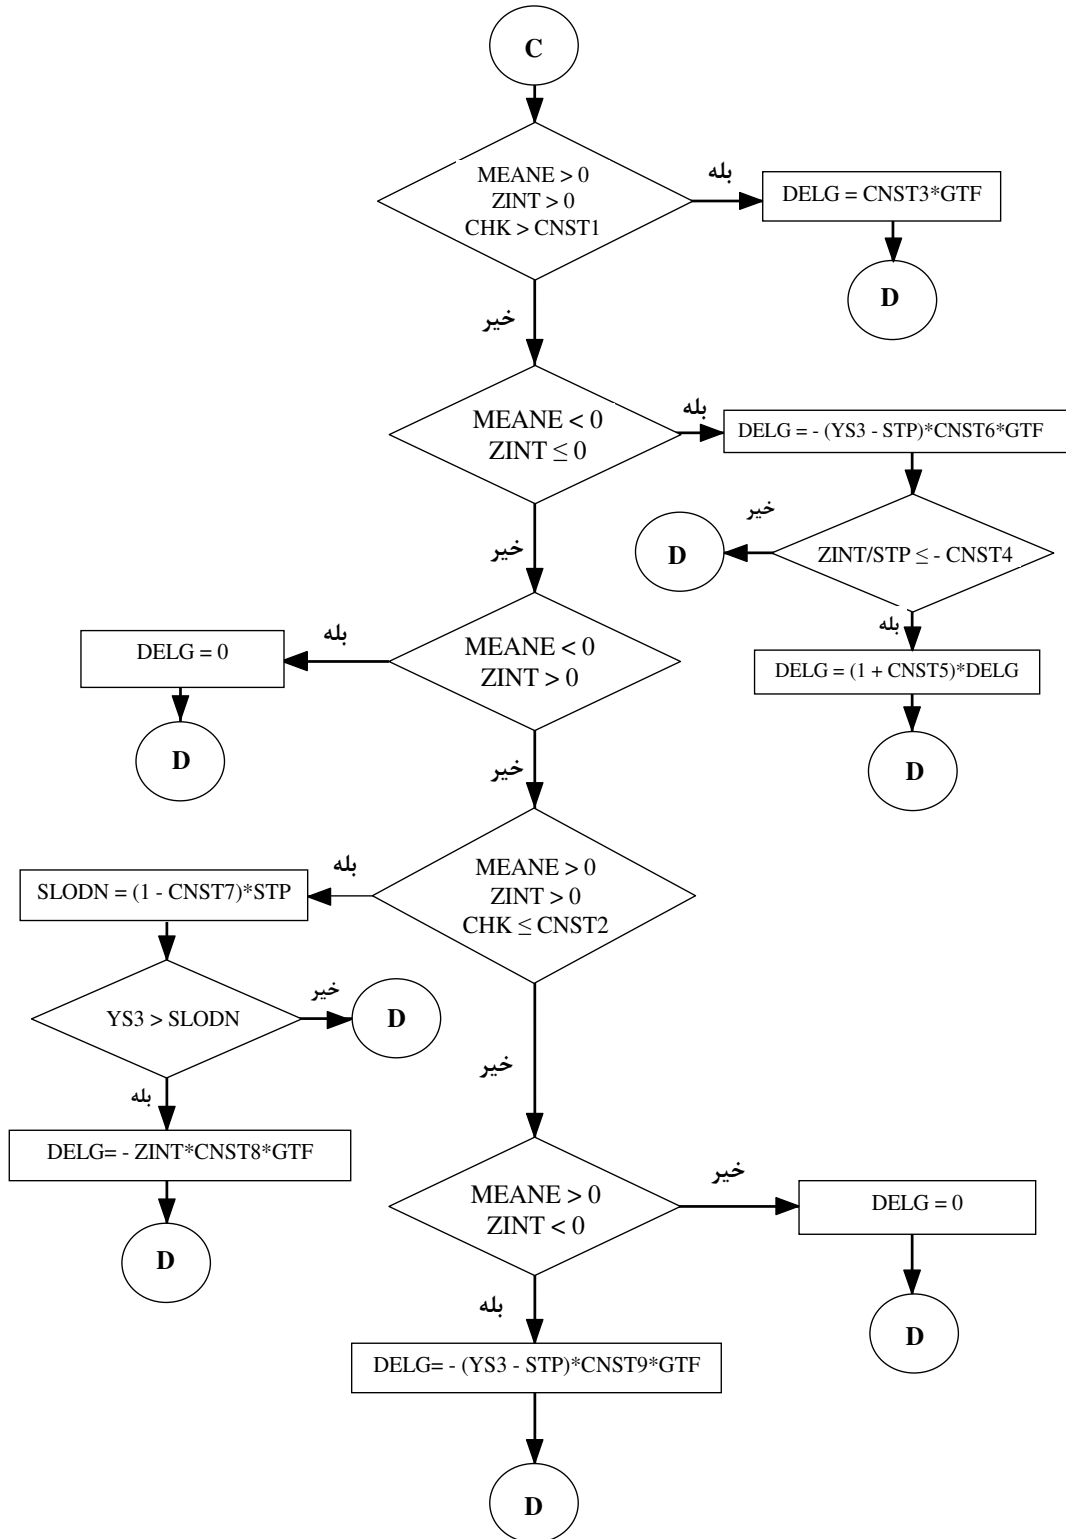 C
MEANE > 0
ZINT > 0
CHK > CNST1
بله
DELG = CNST3*GTF
D
خیر
MEANE < 0
ZINT ≤ 0
بله
DELG = - (YS3 - STP)*CNST6*GTF
خیر
D
ZINT/STP ≤ - CNST4
بله
DELG = (1 + CNST5)*DELG
D
خیر
MEANE < 0
ZINT > 0
بله
DELG = 0
D
خیر
MEANE > 0
ZINT > 0
CHK ≤ CNST2
بله
SLODN = (1 - CNST7)*STP
YS3 > SLODN
خیر
D
بله
DELG= - ZINT*CNST8*GTF
D
خیر
MEANE > 0
ZINT < 0
خیر
DELG = 0
D
بله
DELG= - (YS3 - STP)*CNST9*GTF
D